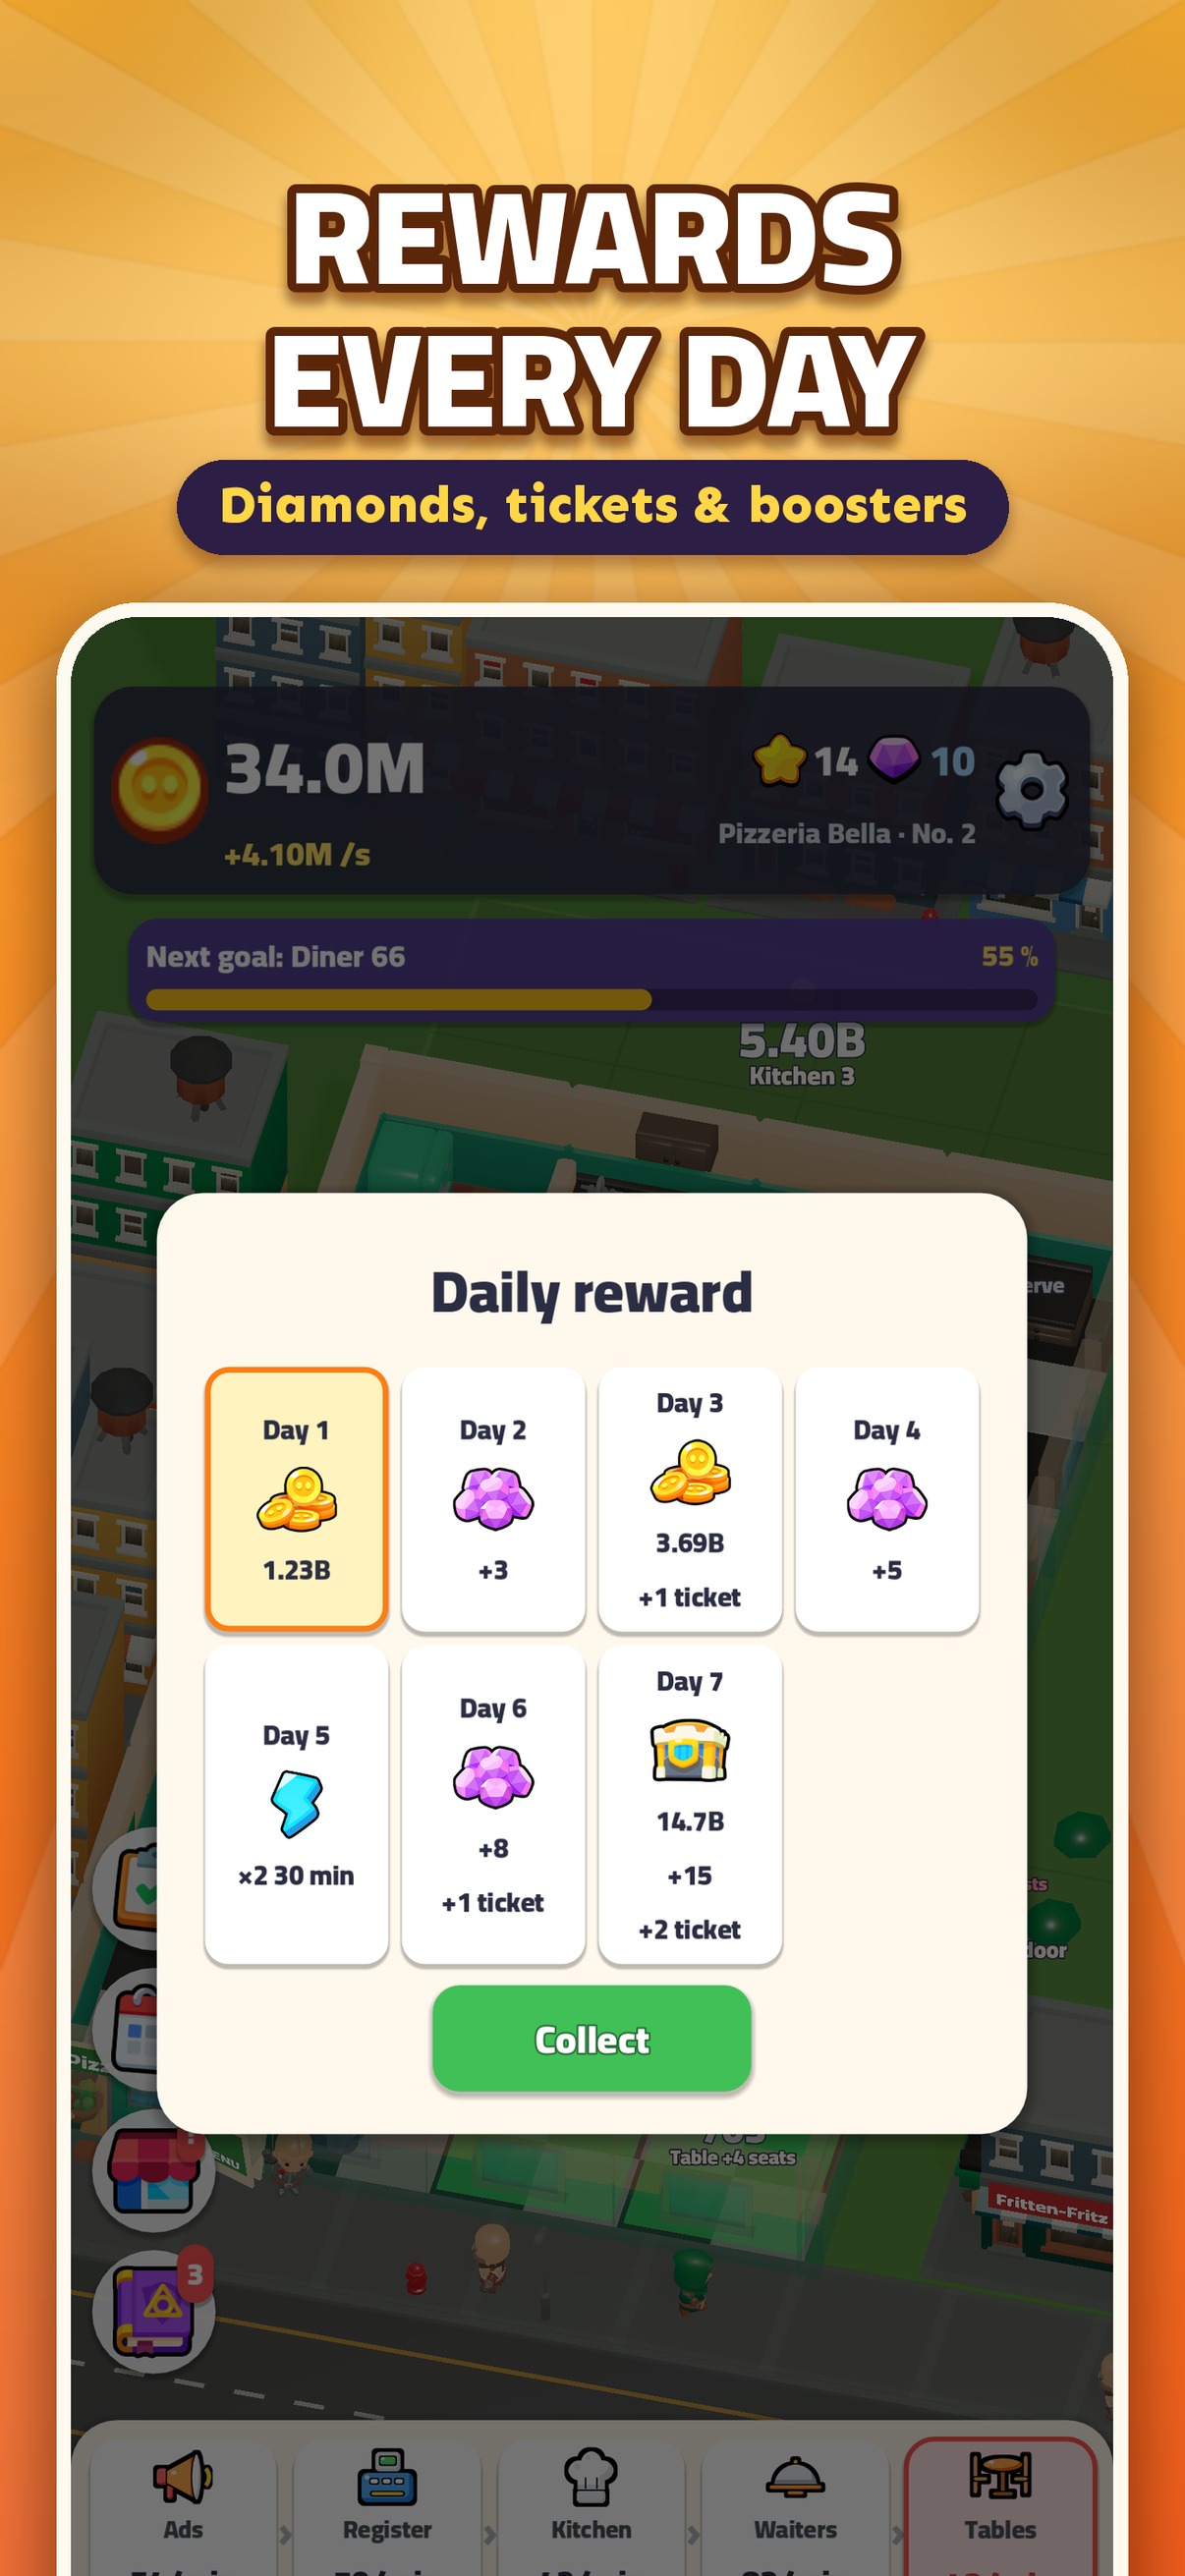 REWARDS
EVERY DAY
Diamonds, tickets & boosters
34.0M
14
10
+4.10M /s
Pizzeria Bella · No. 2
Next goal: Diner 66
55 %
5.40B
Kitchen 3
Daily reward
Day 1
1.23B
Day 2
+3
Day 3
3.69B
+1 ticket
Day 4
+5
Day 5
×2 30 min
Day 6
+8
+1 ticket
Day 7
14.7B
+15
+2 ticket
Collect
Table +4 seats
Fritten-Fritz
3
Ads
Register
Kitchen
Waiters
Tables